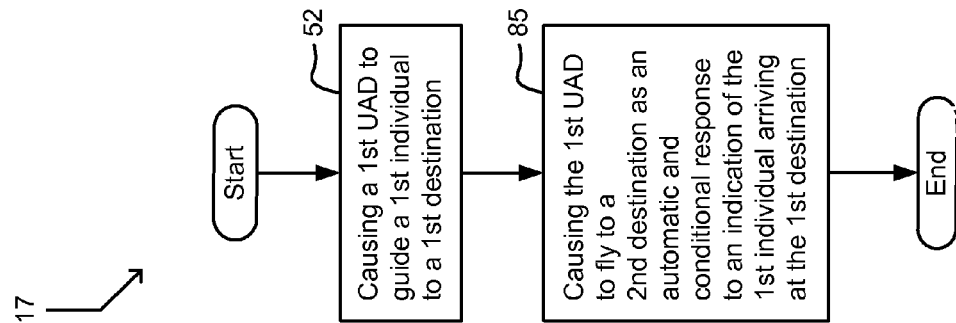 17
Start
52
Causing a 1st UAD to
guide a 1st individual
to a 1st destination
85
Causing the 1st UAD
to fly to a
2nd destination as an
automatic and
conditional response
to an indication of the
1st individual arriving
at the 1st destination
End